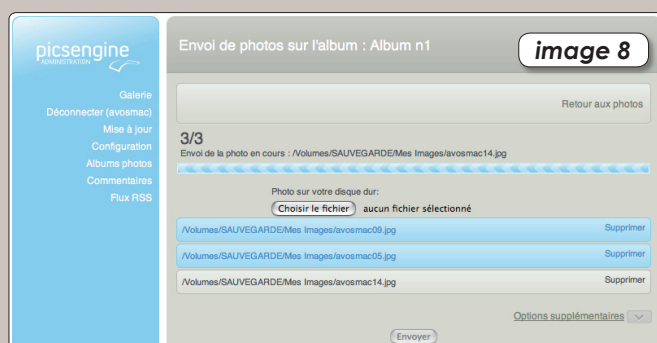 picsengine
ADMINISTRATION
Galerie
Déconnecter (avosmac)
Mise à jour
Configuration
Albums photos
Commentaires
Flux RSS
Envoi de photos sur l'album : Album n1
image 8
Retour aux photos
3/3
Envoi de la photo en cours : /Volumes/SAUVEGARDE/Mes Images/avosmac14.jpg
Photo sur votre disque dur:
Choisir le fichier aucun fichier sélectionné
/Volumes/SAUVEGARDE/Mes Images/avosmac09.jpg Supprimer
/Volumes/SAUVEGARDE/Mes Images/avosmac05.jpg Supprimer
/Volumes/SAUVEGARDE/Mes Images/avosmac14.jpg Supprimer
Options supplémentaires
Envoyer